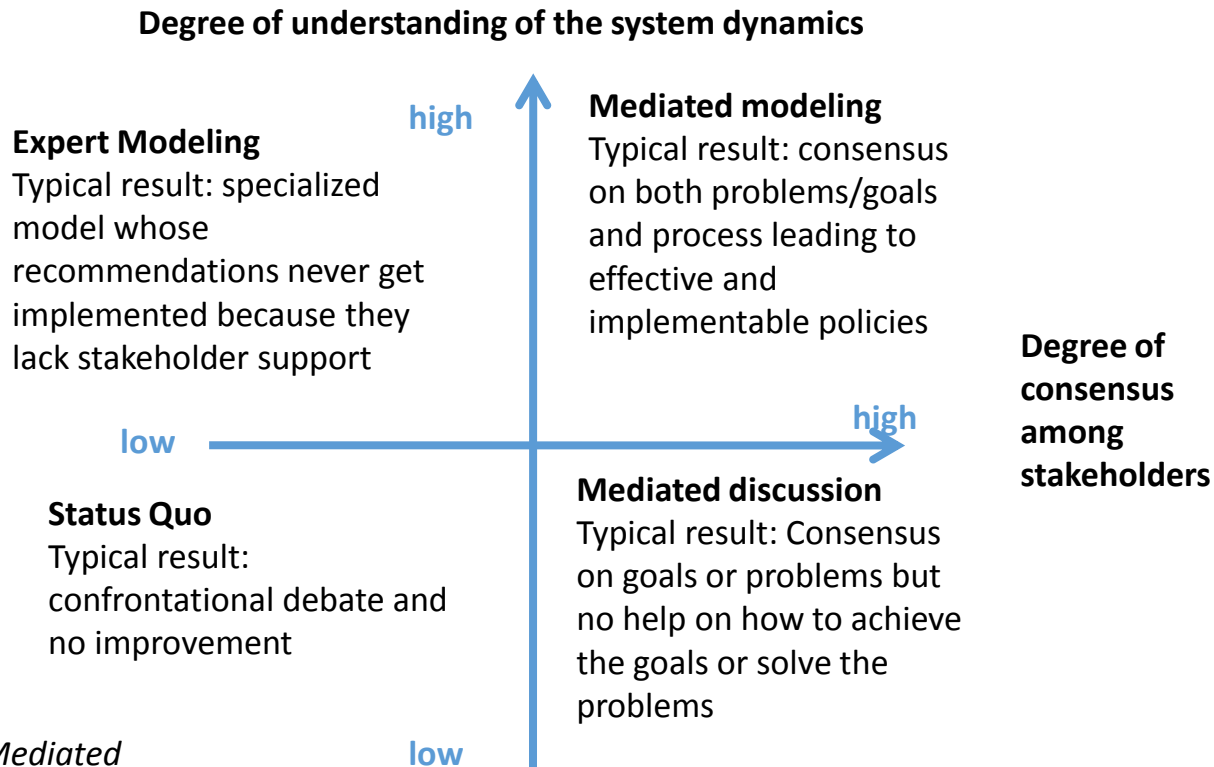 Degree of understanding of the system dynamics
high
Expert Modeling
Typical result: specialized
model whose
recommendations never get
implemented because they
lack stakeholder support
Mediated modeling
Typical result: consensus
on both problems/goals
and process leading to
effective and
implementable policies
Degree of
consensus
among
stakeholders
low
high
Status Quo
Typical result:
confrontational debate and
no improvement
Mediated discussion
Typical result: Consensus
on goals or problems but
no help on how to achieve
the goals or solve the
problems
Mediated
low